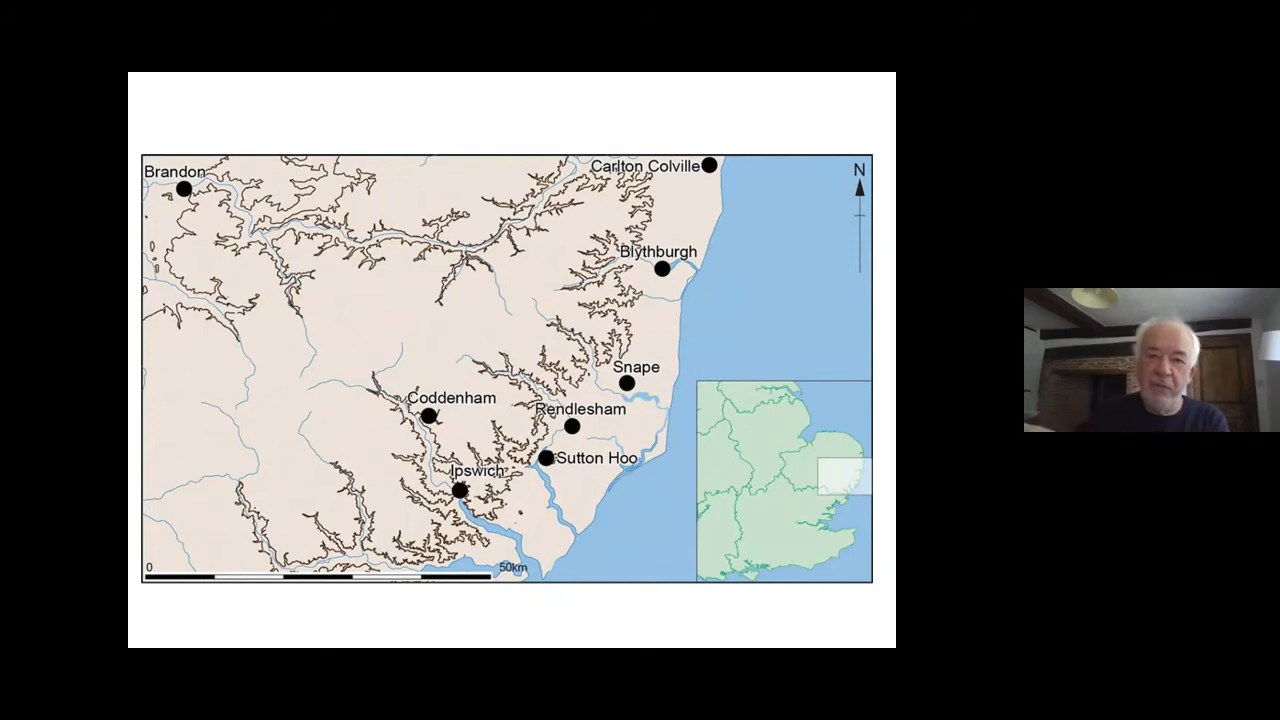 Brandon
Carlton Colville
N
Blythburgh
Snape
Coddenham
Rendlesham
Sutton Hoo
Ipswich
0
50km